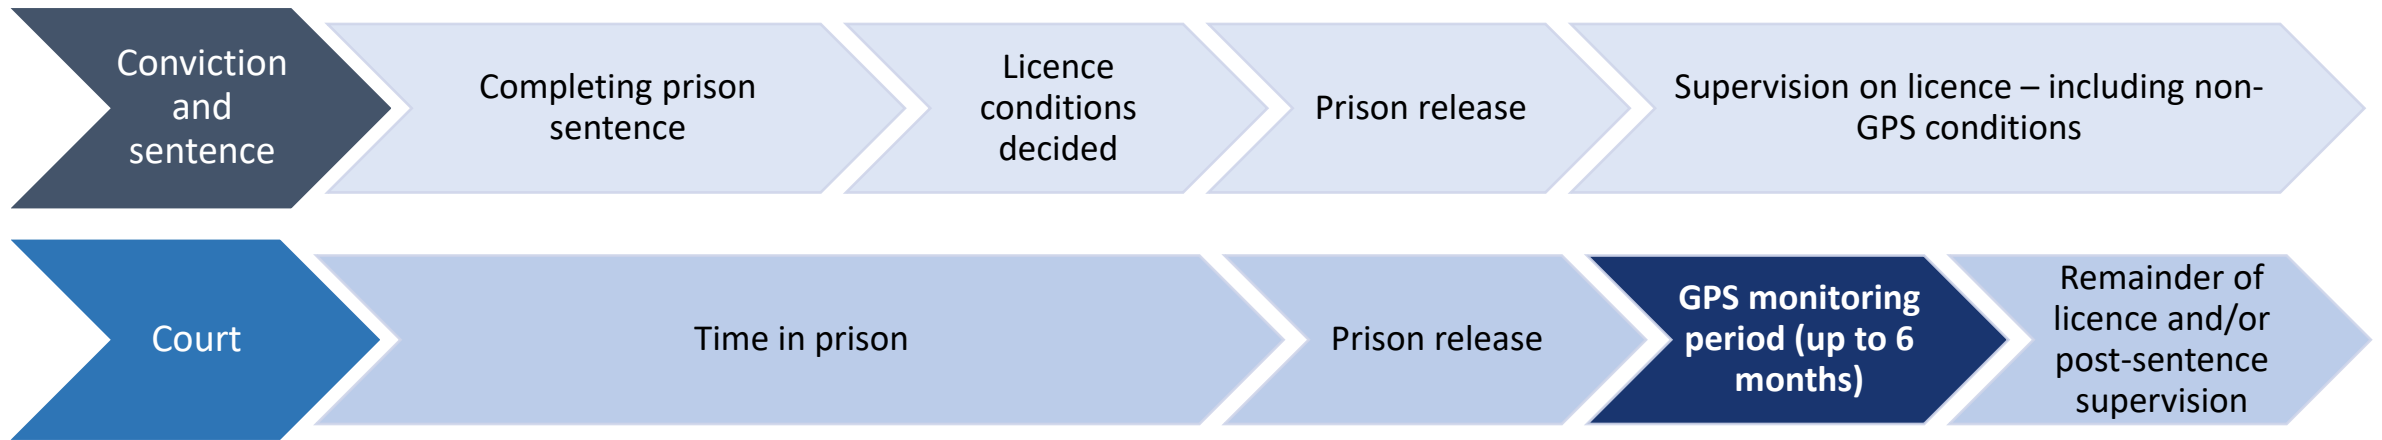 Conviction
and
sentence
Completing prison
sentence
Licence
conditions
decided
Prison release
Supervision on licence – including non-
GPS conditions
Court
Time in prison
Prison release
GPS monitoring
period (up to 6
months)
Remainder of
licence and/or
post-sentence
supervision